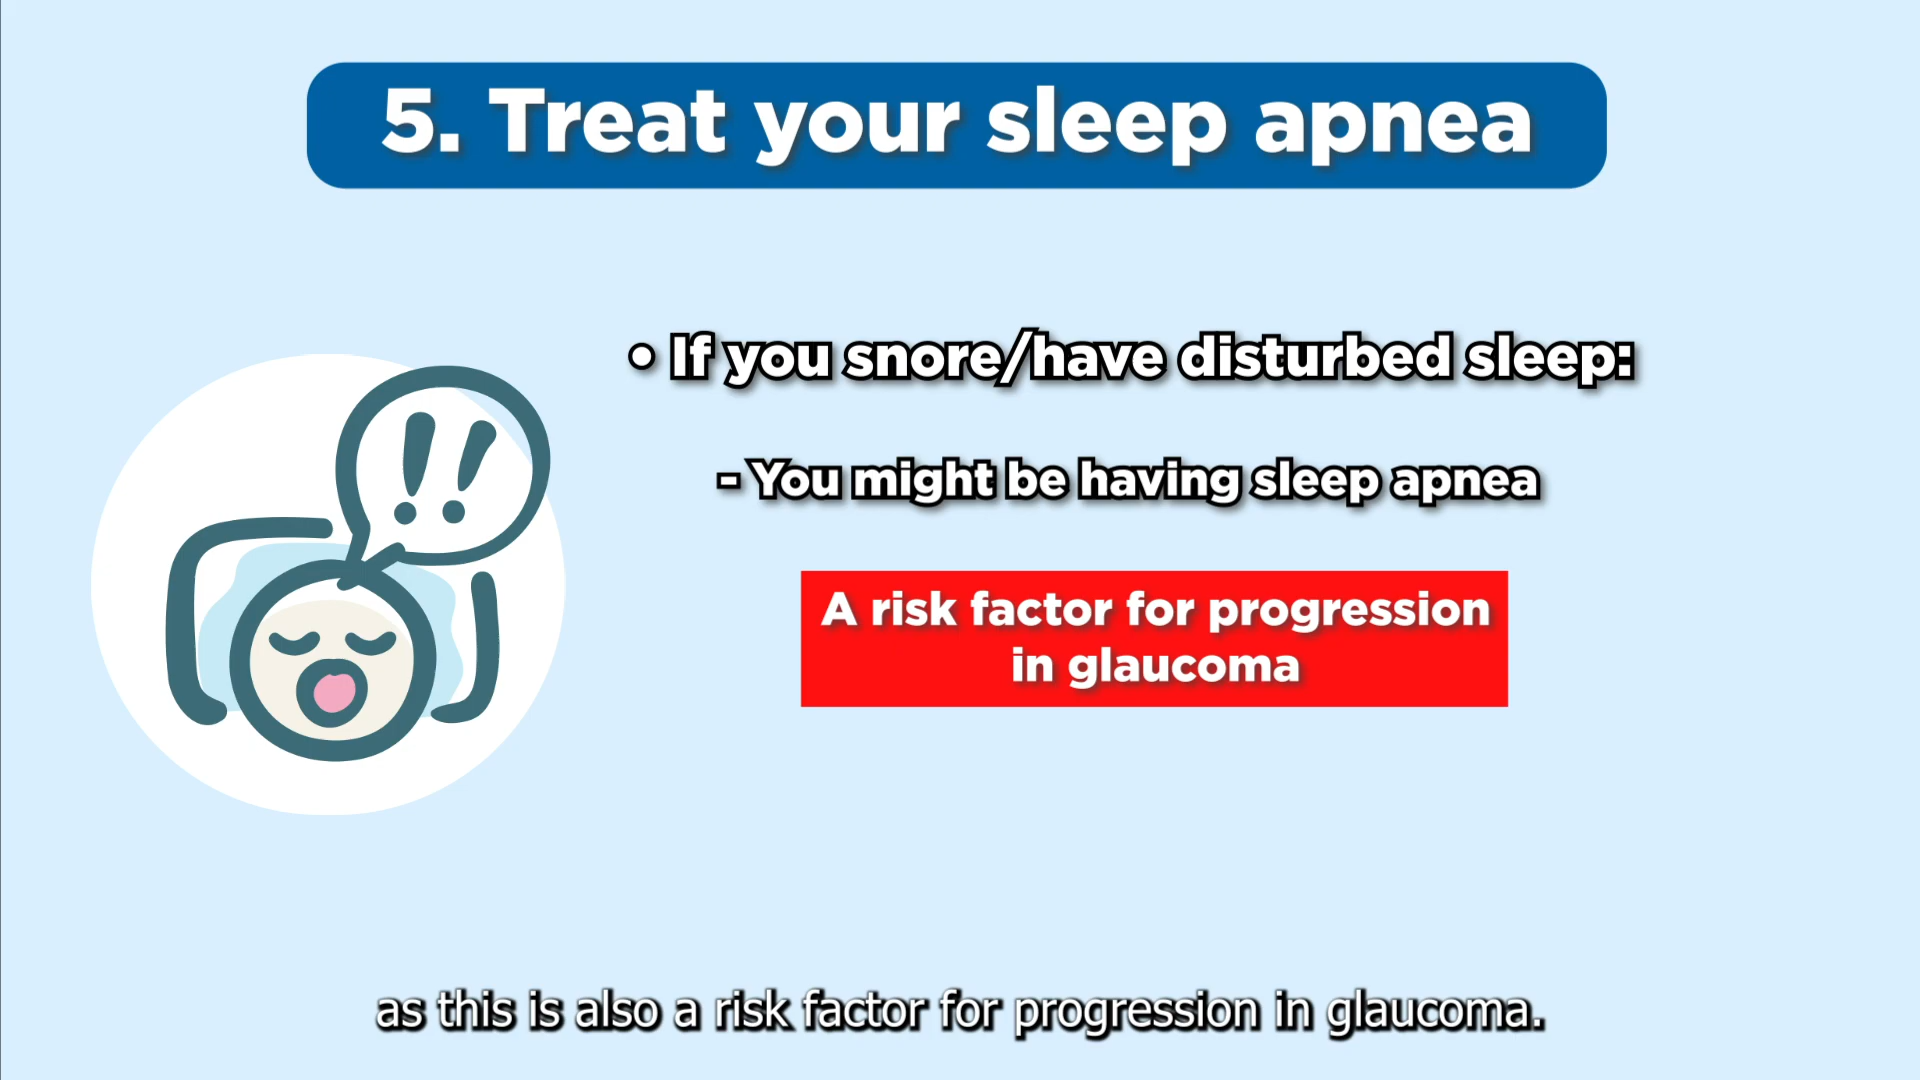 5. Treat your sleep apnea
• If you snore/have disturbed sleep:
- You might be having sleep apnea
A risk factor for progression
in glaucoma
!!
as this is also a risk factor for progression in glaucoma.